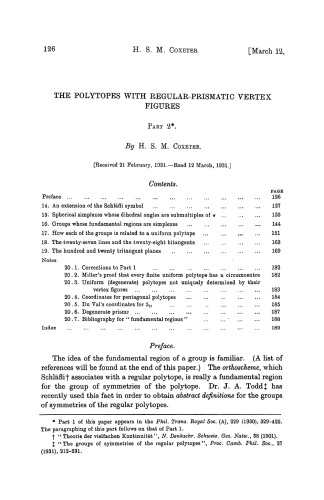 126 H. S. M. COXETER [March 12,
THE POLYTOPES WITH REGULAR-PRISMATIC VERTEX
FIGURES
PART 2*.
By H. S. M. COXETER.
[Received 21 February, 1931.—Read 12 March, 1931.]
Contents.
PAGE
Preface ... 126
14. An extension of the Schläfli symbol ... 127
15. Spherical simplexes whose dihedral angles are submultiples of π ... 135
16. Groups whose fundamental regions are simplexes ... 144
17. How each of the groups is related to a uniform polytope ... 151
18. The twenty-seven lines and the twenty-eight bitangents ... 163
19. The hundred and twenty tritangent planes ... 169
Notes
20.1. Corrections to Part 1 ... 182
20.2. Miller's proof that every finite uniform polytope has a circumcentre 182
20.3. Uniform (degenerate) polytopes not uniquely determined by their
vertex figures ... 183
20.4. Coordinates for pentagonal polytopes ... 184
20.5. Du Val's coordinates for 5₂₁ ... 185
20.6. Degenerate prisms ... 187
20.7. Bibliography for "fundamental regions" ... 188
Index ... 189
Preface.
The idea of the fundamental region of a group is familiar. (A list of
references will be found at the end of this paper.) The orthoscheme, which
Schläfli† associates with a regular polytope, is really a fundamental region
for the group of symmetries of the polytope. Dr. J. A. Todd‡ has
recently used this fact in order to obtain abstract definitions for the groups
of symmetries of the regular polytopes.
* Part 1 of this paper appears in the Phil. Trans. Royal Soc. (A), 229 (1930), 329-425.
The paragraphing of this part follows on that of Part 1.
† "Theorie der vielfachen Kontinuität", N. Denkschr. Schweiz. Ges. Natw., 38 (1901).
‡ "The groups of symmetries of the regular polytopes", Proc. Camb. Phil. Soc., 27
(1931), 212-231.